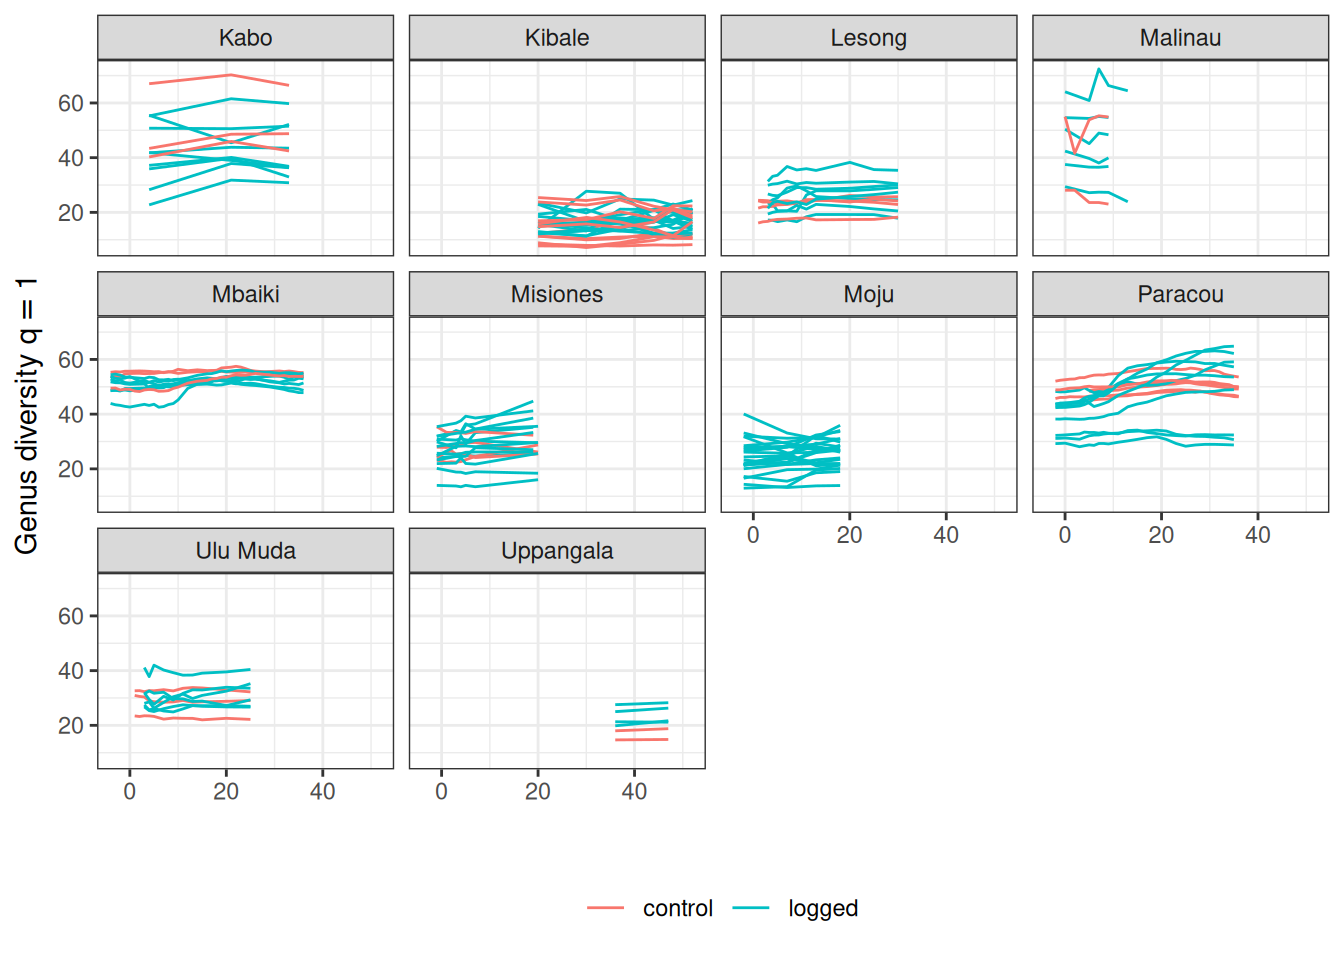 Kabo Kibale Lesong Malinau
60
40
20
Mbaiki Misiones Moju Paracou
60
40
20
0 20 40 0 20 40
Ulu Muda Uppangala
60
40
20
0 20 40 0 20 40
Genus diversity q = 1
control logged